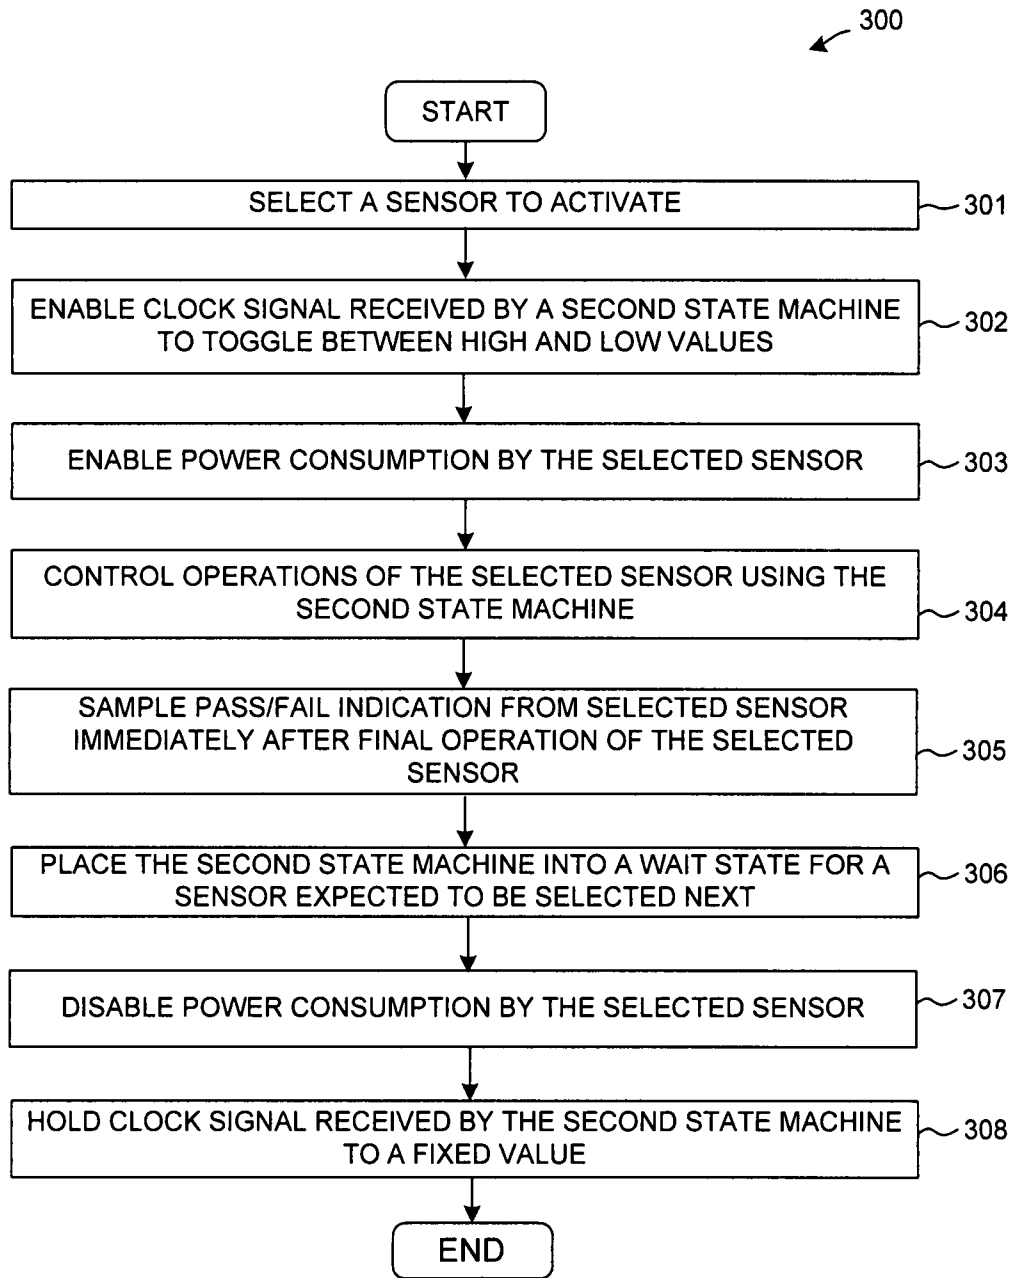 300
START
SELECT A SENSOR TO ACTIVATE
301
ENABLE CLOCK SIGNAL RECEIVED BY A SECOND STATE MACHINE
TO TOGGLE BETWEEN HIGH AND LOW VALUES
302
ENABLE POWER CONSUMPTION BY THE SELECTED SENSOR
303
CONTROL OPERATIONS OF THE SELECTED SENSOR USING THE
SECOND STATE MACHINE
304
SAMPLE PASS/FAIL INDICATION FROM SELECTED SENSOR
IMMEDIATELY AFTER FINAL OPERATION OF THE SELECTED
SENSOR
305
PLACE THE SECOND STATE MACHINE INTO A WAIT STATE FOR A
SENSOR EXPECTED TO BE SELECTED NEXT
306
DISABLE POWER CONSUMPTION BY THE SELECTED SENSOR
307
HOLD CLOCK SIGNAL RECEIVED BY THE SECOND STATE MACHINE
TO A FIXED VALUE
308
END